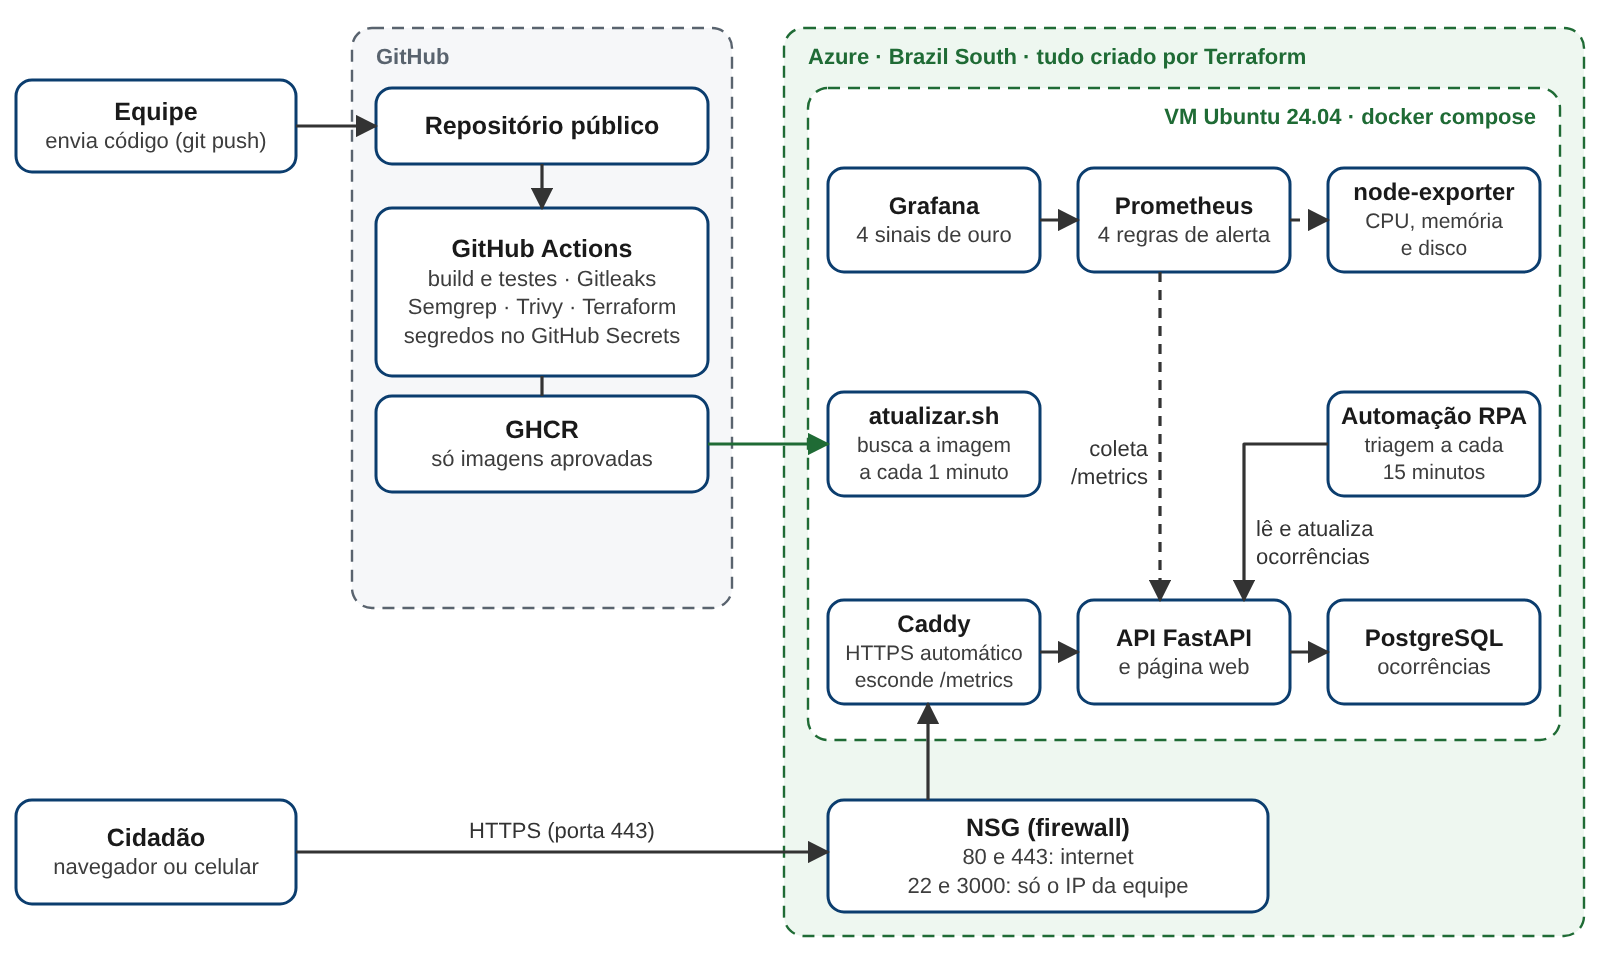 GitHub
Equipe
envia código (git push)
Repositório público
GitHub Actions
build e testes · Gitleaks
Semgrep · Trivy · Terraform
segredos no GitHub Secrets
GHCR
só imagens aprovadas
Azure · Brazil South · tudo criado por Terraform
VM Ubuntu 24.04 · docker compose
Grafana
4 sinais de ouro
Prometheus
4 regras de alerta
node-exporter
CPU, memória
e disco
atualizar.sh
busca a imagem
a cada 1 minuto
coleta
/metrics
Automação RPA
triagem a cada
15 minutos
lê e atualiza
ocorrências
Caddy
HTTPS automático
esconde /metrics
API FastAPI
e página web
PostgreSQL
ocorrências
Cidadão
navegador ou celular
HTTPS (porta 443)
NSG (firewall)
80 e 443: internet
22 e 3000: só o IP da equipe